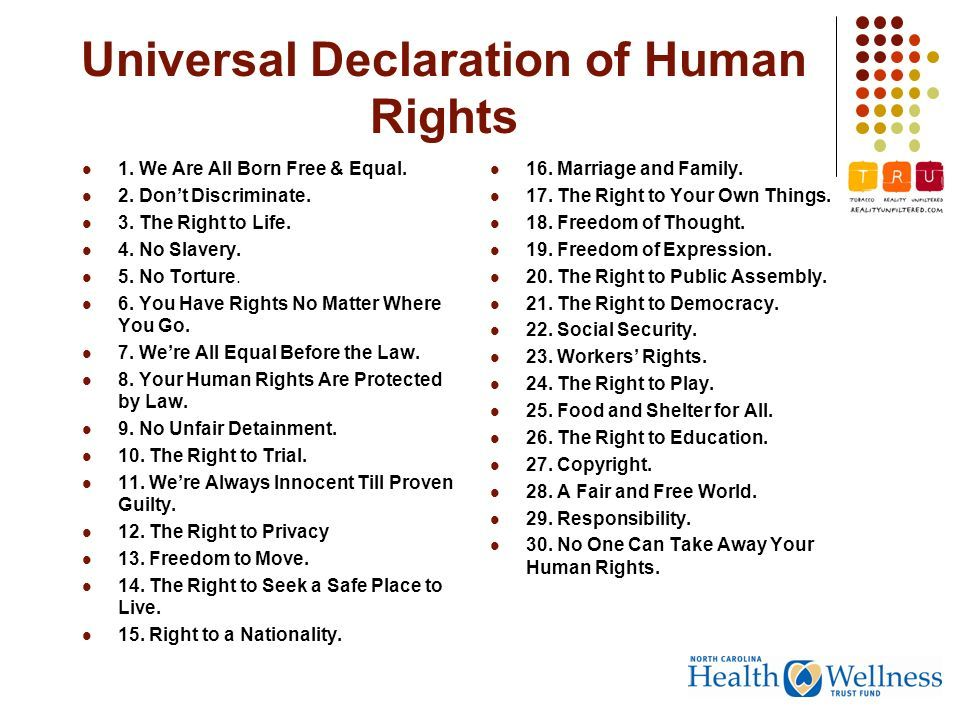 Universal Declaration of Human
Rights
● 1. We Are All Born Free & Equal.
● 2. Don’t Discriminate.
● 3. The Right to Life.
● 4. No Slavery.
● 5. No Torture.
● 6. You Have Rights No Matter Where
You Go.
● 7. We’re All Equal Before the Law.
● 8. Your Human Rights Are Protected
by Law.
● 9. No Unfair Detainment.
● 10. The Right to Trial.
● 11. We’re Always Innocent Till Proven
Guilty.
● 12. The Right to Privacy
● 13. Freedom to Move.
● 14. The Right to Seek a Safe Place to
Live.
● 15. Right to a Nationality.
● 16. Marriage and Family.
● 17. The Right to Your Own Things.
● 18. Freedom of Thought.
● 19. Freedom of Expression.
● 20. The Right to Public Assembly.
● 21. The Right to Democracy.
● 22. Social Security.
● 23. Workers’ Rights.
● 24. The Right to Play.
● 25. Food and Shelter for All.
● 26. The Right to Education.
● 27. Copyright.
● 28. A Fair and Free World.
● 29. Responsibility.
● 30. No One Can Take Away Your
Human Rights.
T R U
TOBACCO REALITY UNFILTERED
REALITYUNFILTERED.COM
NORTH CAROLINA
Health Wellness
TRUST FUND